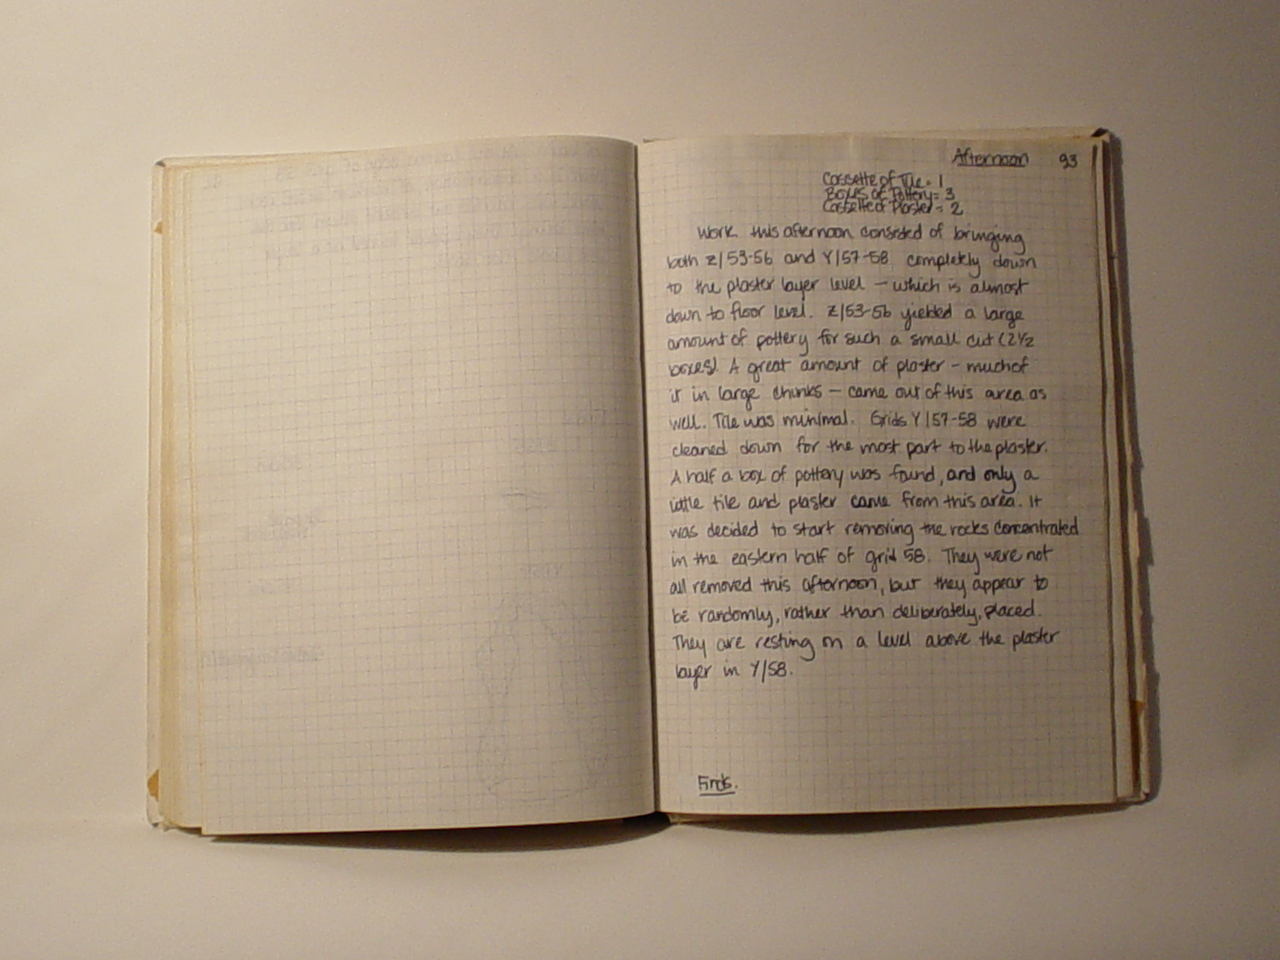 Afternoon 93
Cassette of Tile = 1
Boxes of Pottery = 3
Cassette of Plaster = 2
Work this afternoon consisted of bringing
both Z/53-56 and Y/57-58 completely down
to the plaster layer level - which is almost
down to floor level. Z/53-56 yielded a large
amount of pottery for such a small cut (2 1/2
boxes). A great amount of plaster - much of
it in large chunks - came out of this area as
well. Tile was minimal. Grids Y/57-58 were
cleaned down for the most part to the plaster.
A half a box of pottery was found, and only a
little tile and plaster came from this area. It
was decided to start removing the rocks concentrated
in the eastern half of grid 58. They were not
all removed this afternoon, but they appear to
be randomly, rather than deliberately, placed.
They are resting on a level above the plaster
layer in Y/58.
Finds.